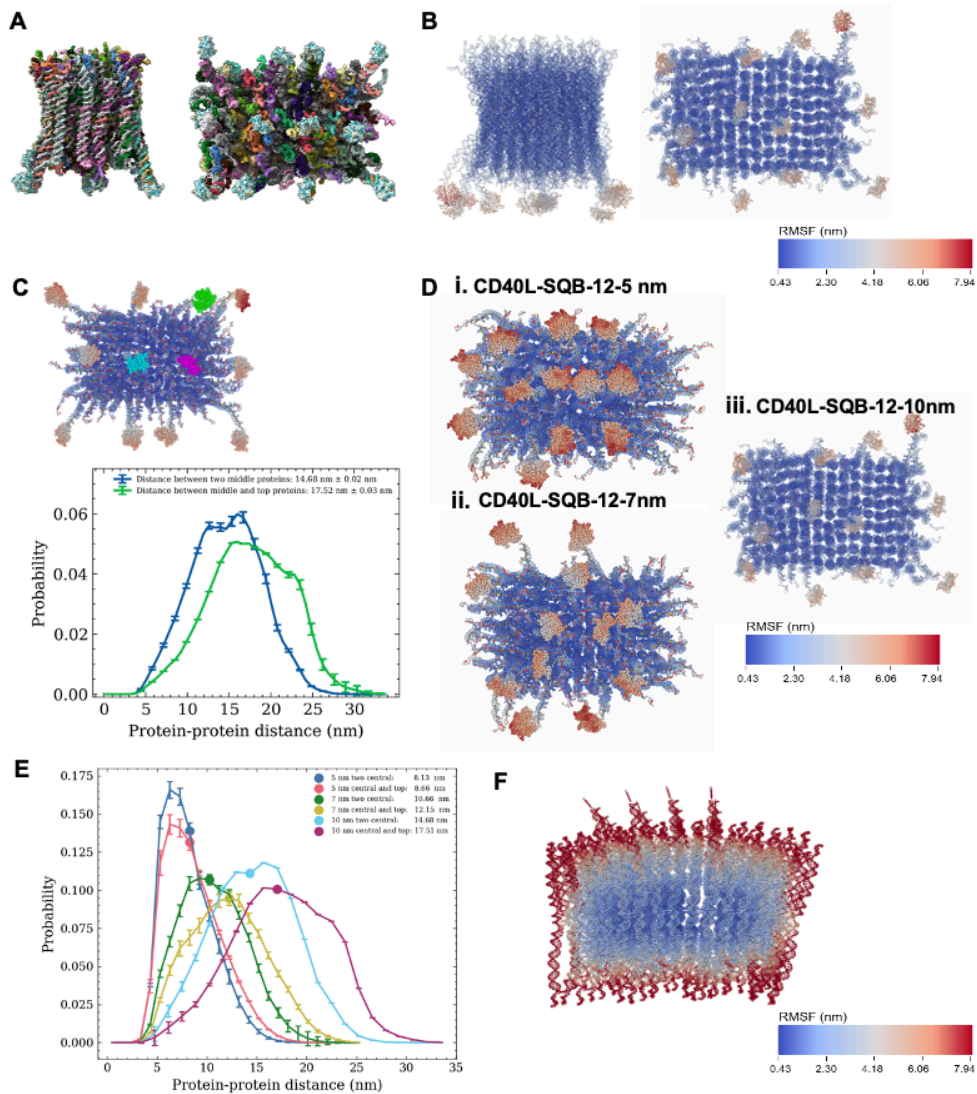 A
B
RMSF (nm)
0.43 2.30 4.18 6.06 7.94
C
D
i. CD40L-SQB-12-5 nm
ii. CD40L-SQB-12-7nm
iii. CD40L-SQB-12-10nm
RMSF (nm)
0.43 2.30 4.18 6.06 7.94
Distance between two middle proteins: 14.68 nm ± 0.02 nm
Distance between middle and top proteins: 17.52 nm ± 0.03 nm
Probability
0.06
0.04
0.02
0.00
0 5 10 15 20 25 30
Protein-protein distance (nm)
E
5 nm two central: 8.13 nm
5 nm central and top: 8.66 nm
7 nm two central: 10.66 nm
7 nm central and top: 12.15 nm
10 nm two central: 14.68 nm
10 nm central and top: 17.51 nm
Probability
0.175
0.150
0.125
0.100
0.075
0.050
0.025
0.000
0 5 10 15 20 25 30 35
Protein-protein distance (nm)
F
RMSF (nm)
0.43 2.30 4.18 6.06 7.94